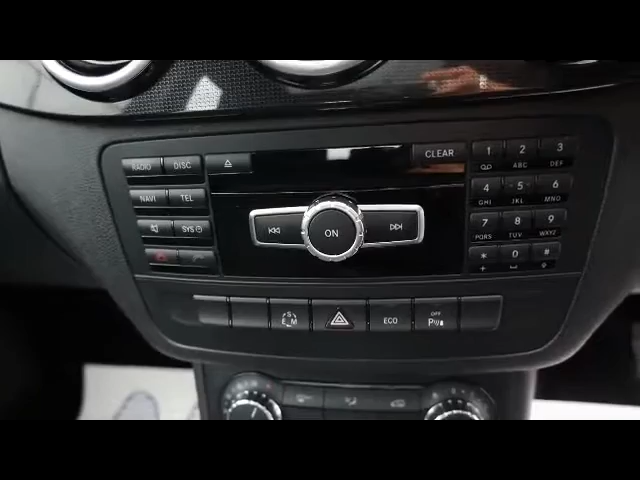 RADIO DISC CLEAR 1 2 ABC 3 DEF
NAVI TEL 4 GHI 5 JKL 6 MNO
SYS ON 7 PQRS 8 TUV 9 WXYZ
* + 0 #
S E M ECO OFF P